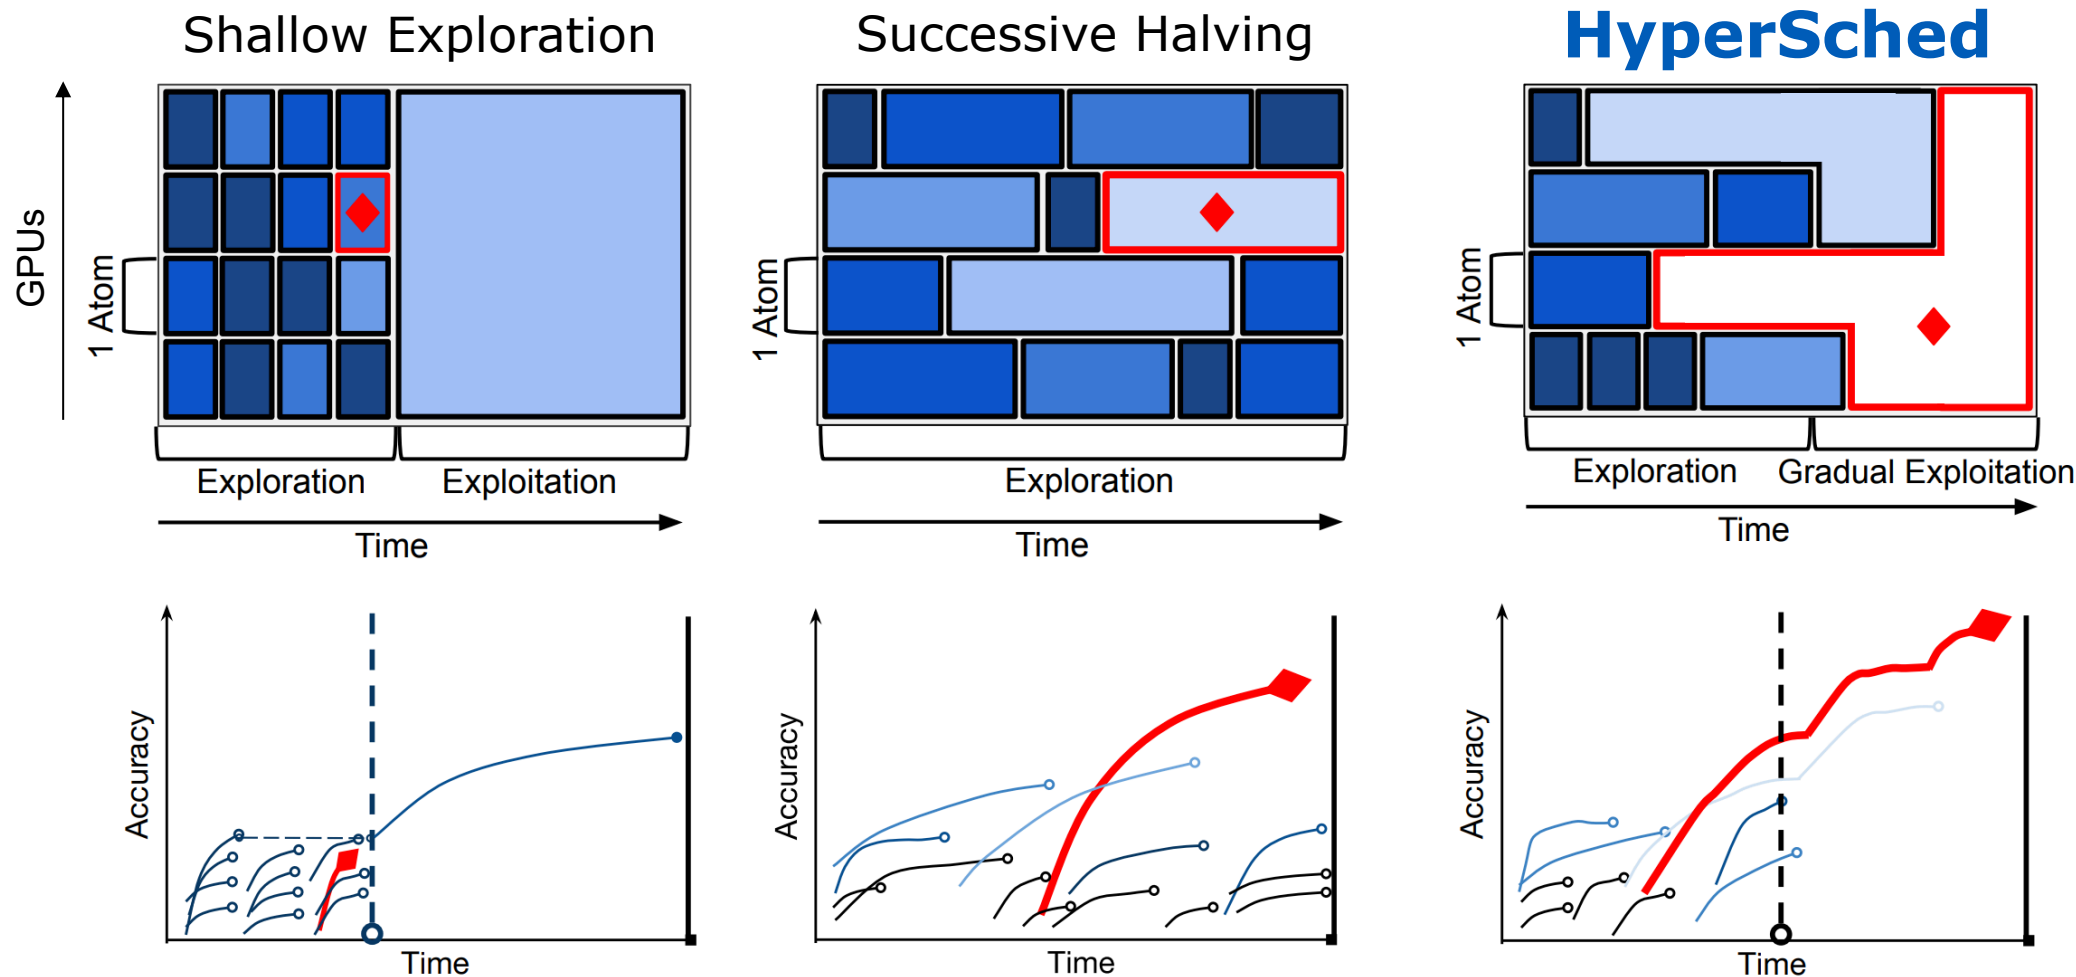 Shallow Exploration
GPUs
1 Atom
Exploration
Exploitation
Time
Accuracy
Time
Successive Halving
1 Atom
Exploration
Time
Accuracy
Time
HyperSched
1 Atom
Exploration
Gradual Exploitation
Time
Accuracy
Time